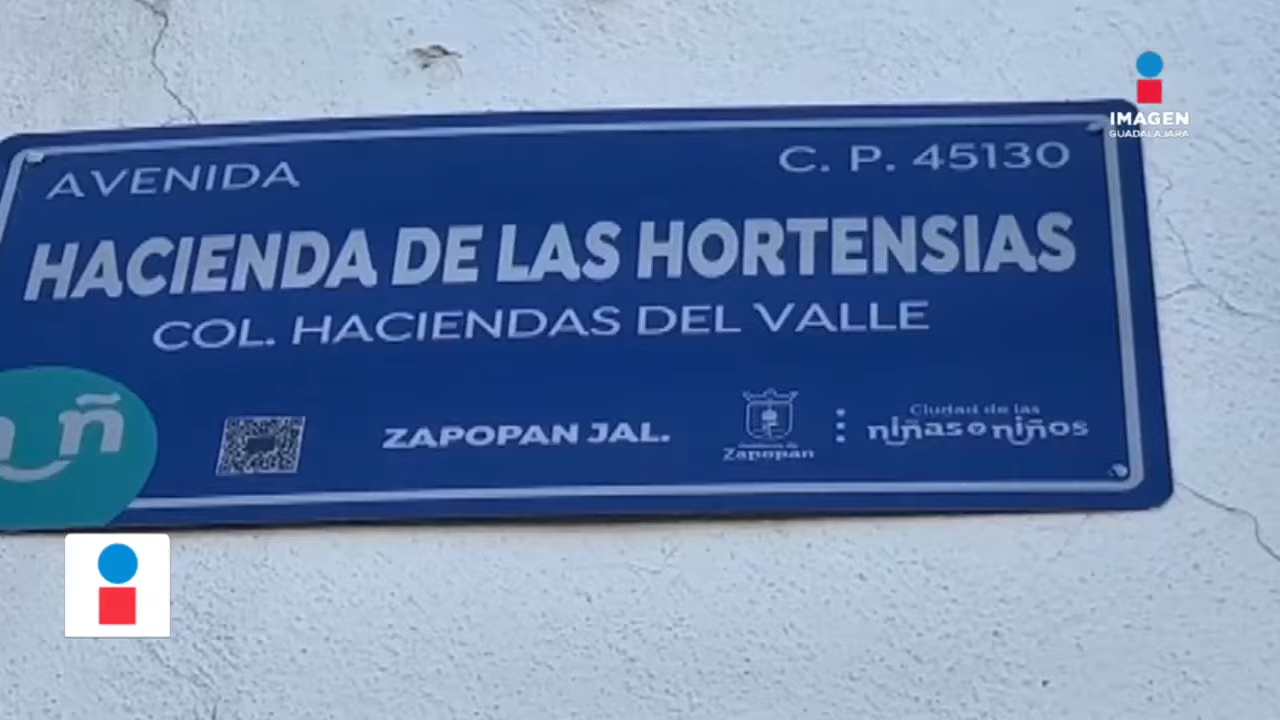 IMAGEN
GUADALAJARA
AVENIDA
C. P. 45130
HACIENDA DE LAS HORTENSIAS
COL. HACIENDAS DEL VALLE
ñ
ZAPOPAN JAL.
Zapopan
Ciudad de las
niñas y niños